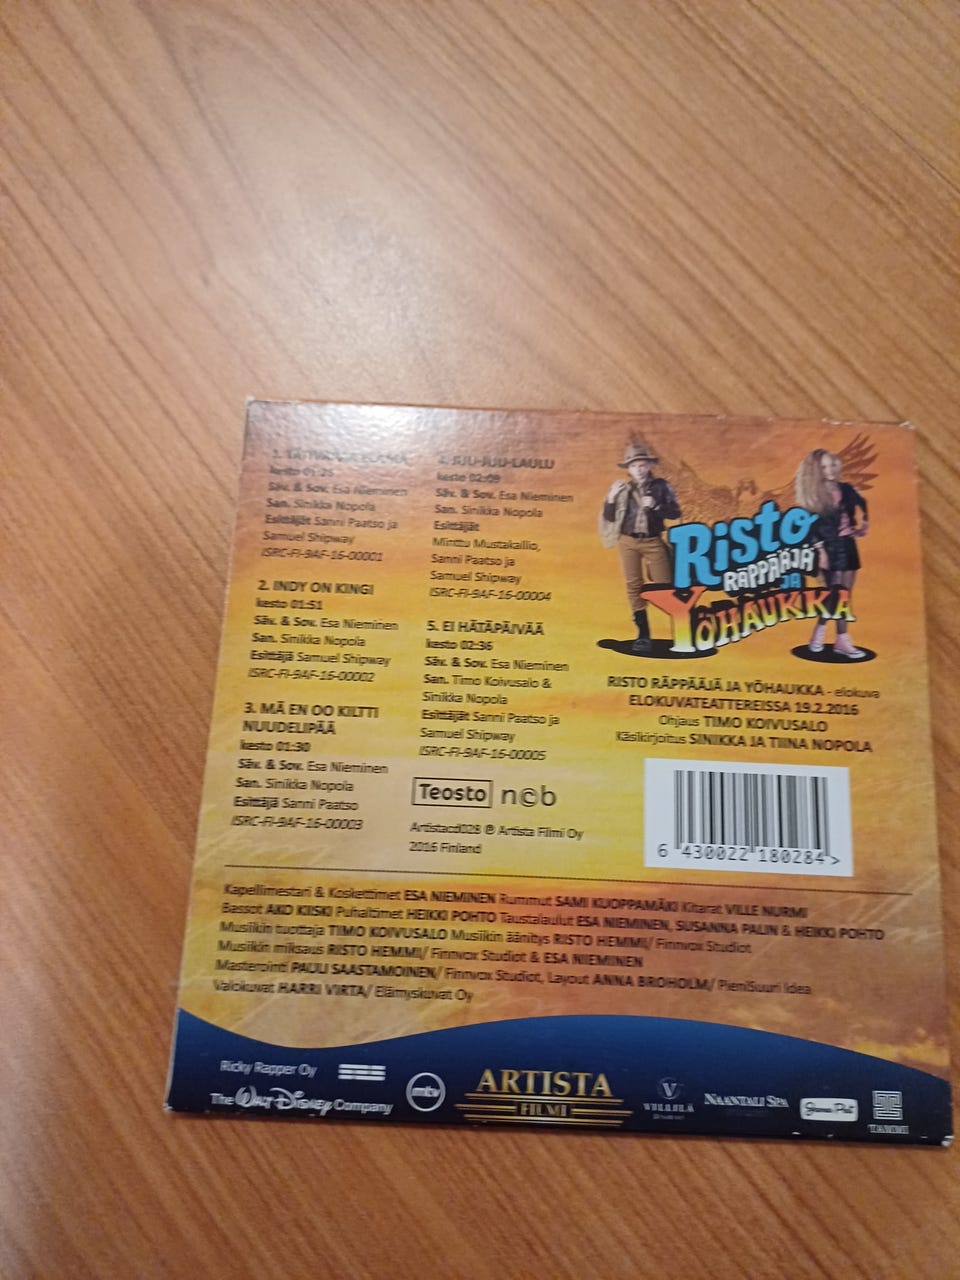 kesto 01:25
Säv. & Sov. Esa Nieminen
San. Sinikka Nopola
Esittäjät Sanni Paatso ja
Samuel Shipway
ISRC-FI-9AF-16-00001
2. INDY ON KINGI
kesto 01:51
Säv. & Sov. Esa Nieminen
San. Sinikka Nopola
Esittäjä Samuel Shipway
ISRC-FI-9AF-16-00002
3. MÄ EN OO KILTTI
NUUDELIPÄÄ
kesto 01:30
Säv. & Sov. Esa Nieminen
San. Sinikka Nopola
Esittäjä Sanni Paatso
ISRC-FI-9AF-16-00003
4. JUU-JUU-LAULU
kesto 02:09
Säv. & Sov. Esa Nieminen
San. Sinikka Nopola
Esittäjät
Minttu Mustakallio,
Sanni Paatso ja
Samuel Shipway
ISRC-FI-9AF-16-00004
5. EI HÄTÄPÄIVÄÄ
kesto 02:36
Säv. & Sov. Esa Nieminen
San. Timo Koivusalo &
Sinikka Nopola
Esittäjät Sanni Paatso ja
Samuel Shipway
ISRC-FI-9AF-16-00005
Teosto n©b
Artistacd028 ℗ Artista Filmi Oy
2016 Finland
Risto
RÄPPÄÄJÄ
JA
YÖHAUKKA
RISTO RÄPPÄÄJÄ JA YÖHAUKKA - elokuva
ELOKUVATEATTEREISSA 19.2.2016
Ohjaus TIMO KOIVUSALO
Käsikirjoitus SINIKKA JA TIINA NOPOLA
6 430022 180284 >
Kapellimestari & Koskettimet ESA NIEMINEN Rummut SAMI KUOPPAMÄKI Kitarat VILLE NURMI
Bassot AKO KIISKI Puhaltimet HEIKKI POHTO Taustalaulut ESA NIEMINEN, SUSANNA PALIN & HEIKKI POHTO
Musiikin tuottaja TIMO KOIVUSALO Musiikin äänitys RISTO HEMMI/ Finnvox Studiot
Musiikin miksaus RISTO HEMMI/ Finnvox Studiot & ESA NIEMINEN
Masterointi PAULI SAASTAMOINEN/ Finnvox Studiot, Layout ANNA BROHOLM/ PieniSuuri Idea
Valokuvat HARRI VIRTA/ Elämyskuvat Oy
Ricky Rapper Oy
The WALT DISNEY Company
mtv
ARTISTA
FILMI
VILLILÄ
NAANTALI SPA
TAMMI